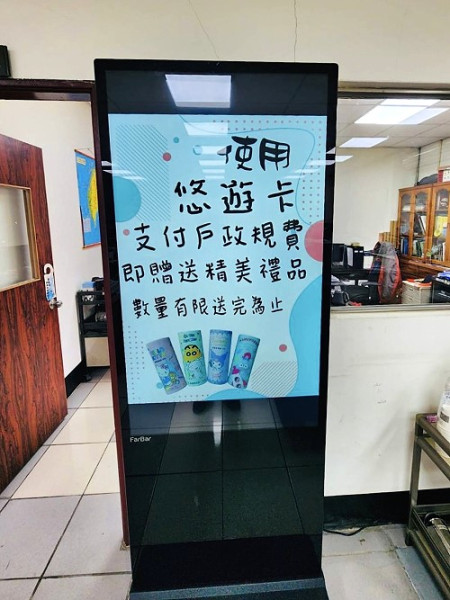 使用
悠遊卡
支付戶政規費
即贈送精美禮品
數量有限送完為止
FarBar